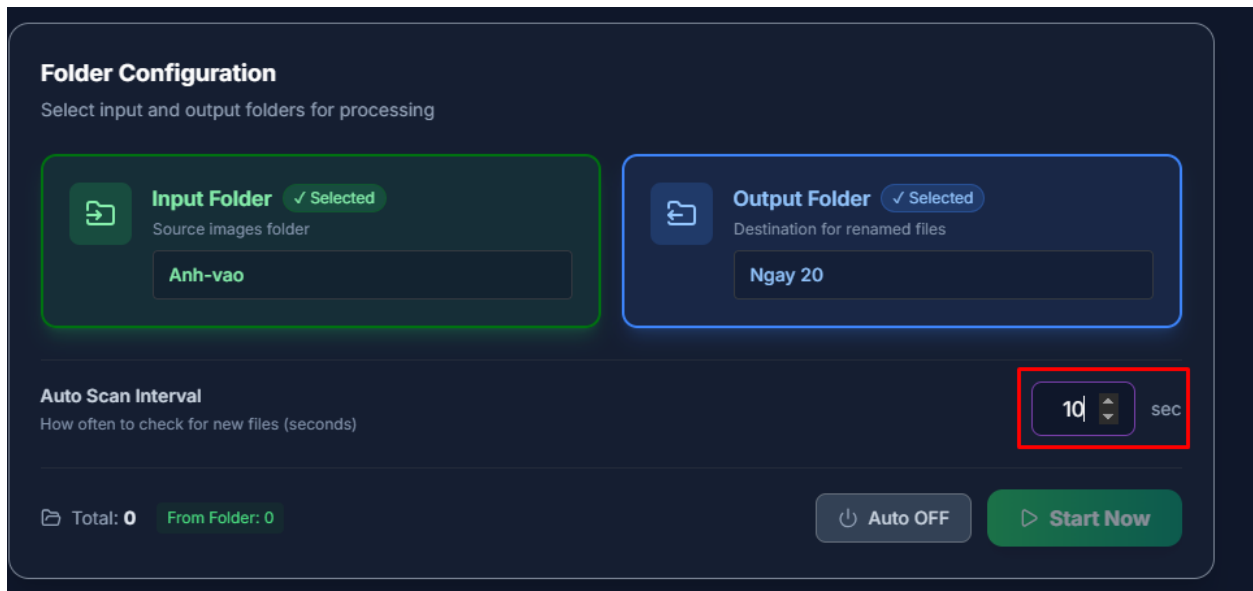 Folder Configuration
Select input and output folders for processing
Input Folder ✓ Selected
Source images folder
Anh-vao
Output Folder ✓ Selected
Destination for renamed files
Ngay 20
Auto Scan Interval
How often to check for new files (seconds)
10 sec
Total: 0 From Folder: 0
Auto OFF
Start Now